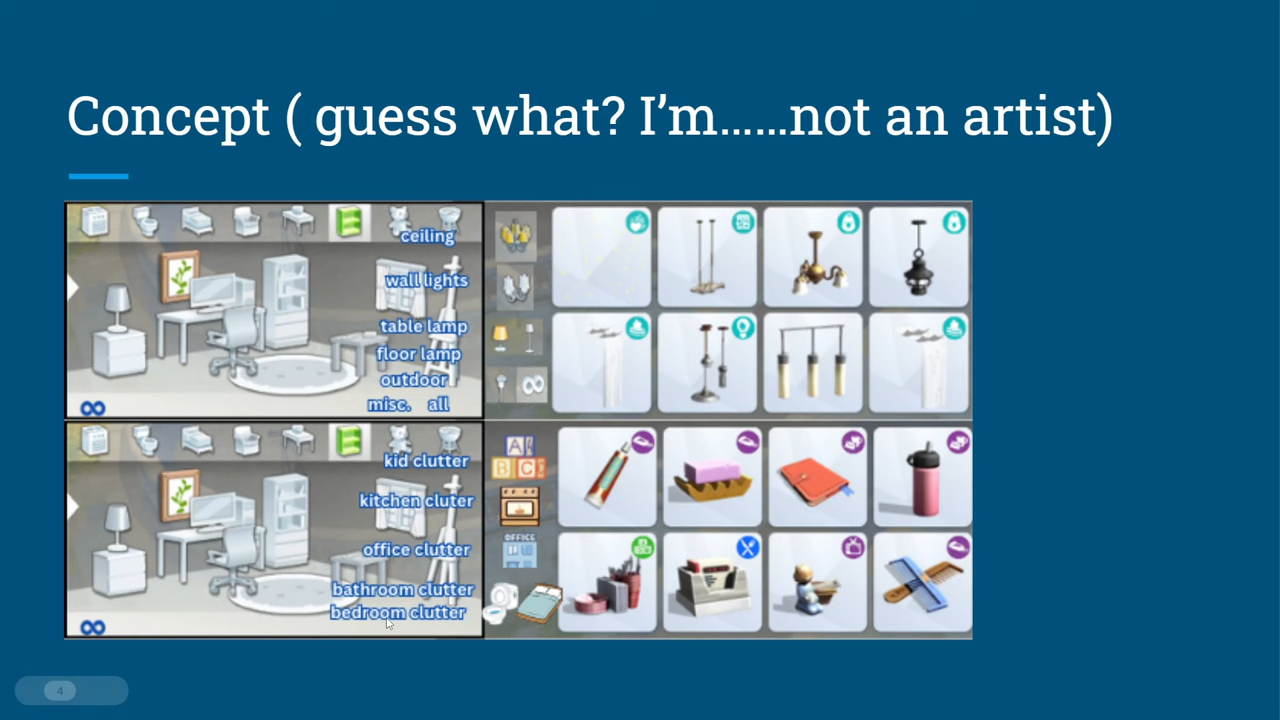 Concept ( guess what? I’m......not an artist)
ceiling
wall lights
table lamp
floor lamp
outdoor
misc. all
kid clutter
kitchen cluter
office clutter
bathroom clutter
bedroom clutter
A
B C
OFFICE
4